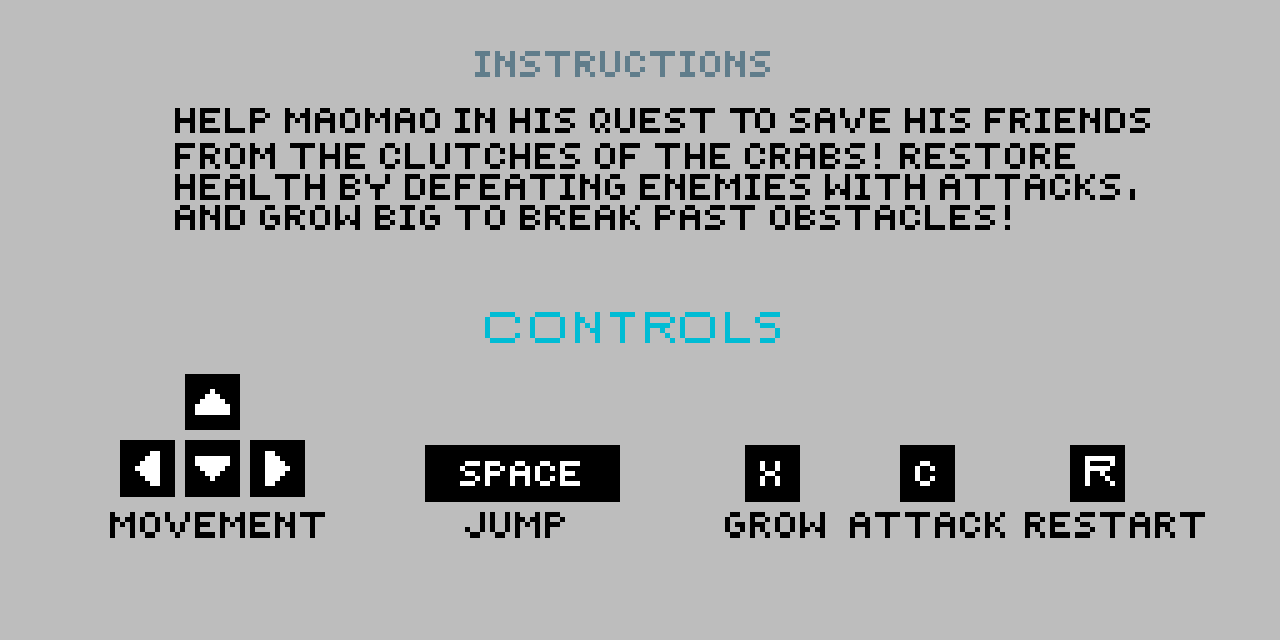 INSTRUCTIONS
HELP MAOMAO IN HIS QUEST TO SAVE HIS FRIENDS
FROM THE CLUTCHES OF THE CRABS! RESTORE
HEALTH BY DEFEATING ENEMIES WITH ATTACKS,
AND GROW BIG TO BREAK PAST OBSTACLES!
CONTROLS
SPACE X C R
MOVEMENT JUMP GROW ATTACK RESTART